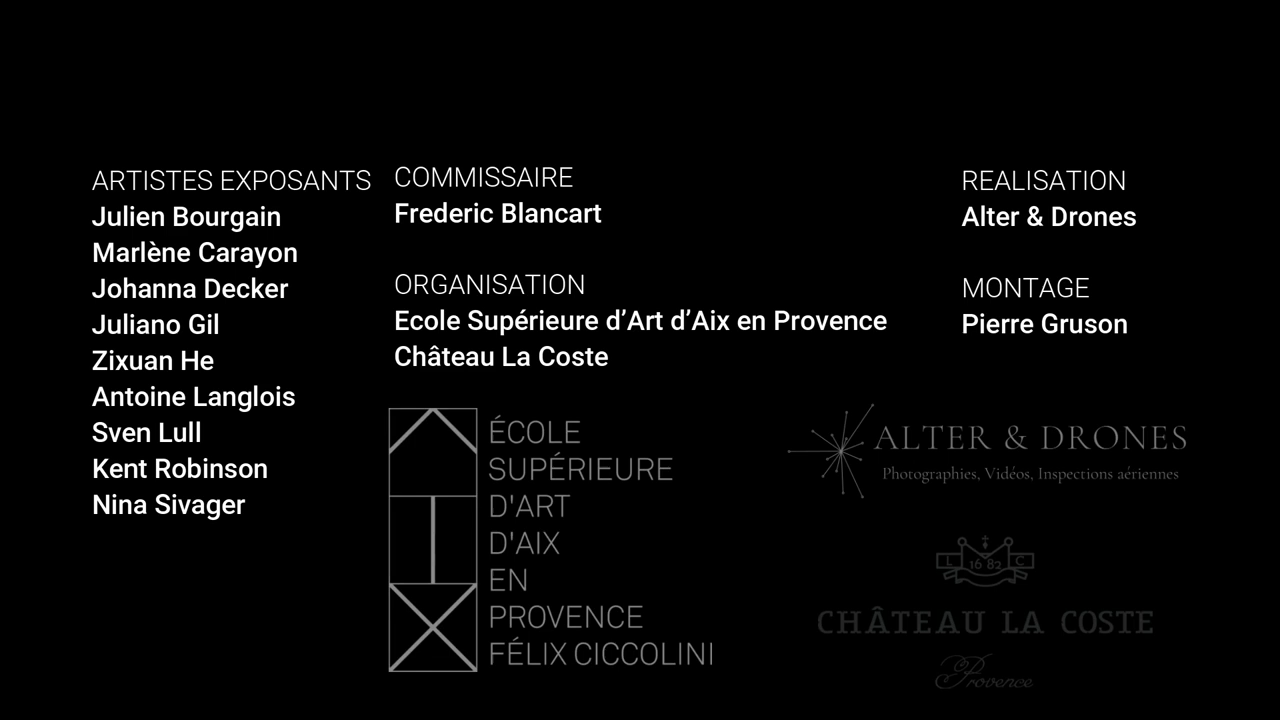 ARTISTES EXPOSANTS
Julien Bourgain
Marlène Carayon
Johanna Decker
Juliano Gil
Zixuan He
Antoine Langlois
Sven Lull
Kent Robinson
Nina Sivager
COMMISSAIRE
Frederic Blancart
ORGANISATION
Ecole Supérieure d’Art d’Aix en Provence
Château La Coste
REALISATION
Alter & Drones
MONTAGE
Pierre Gruson
ÉCOLE
SUPÉRIEURE
D'ART
D'AIX
EN
PROVENCE
FÉLIX CICCOLINI
ALTER & DRONES
Photographies, Vidéos, Inspections aériennes
L 1682 C
CHÂTEAU LA COSTE
Provence